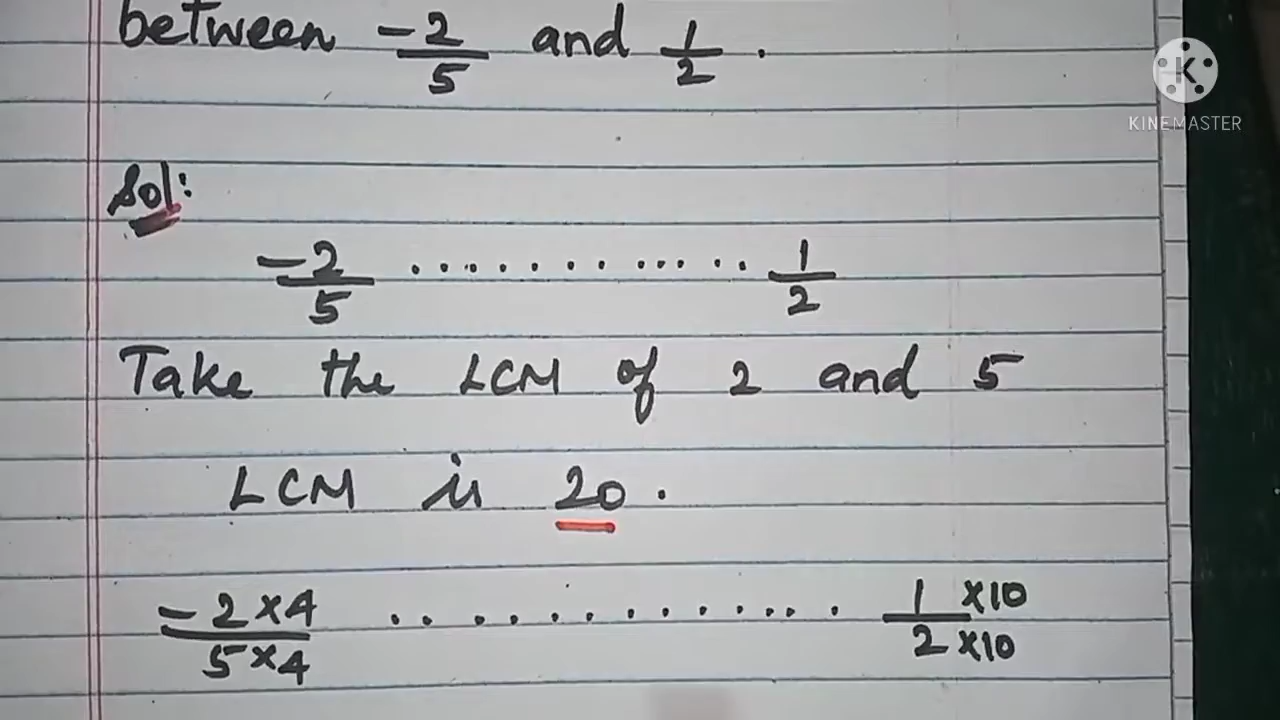 between -2/5 and 1/2 .
K
KINEMASTER
Sol:
-2/5 ............ 1/2
Take the LCM of 2 and 5
LCM is 20 .
-2×4/5×4 ............. 1×10/2×10